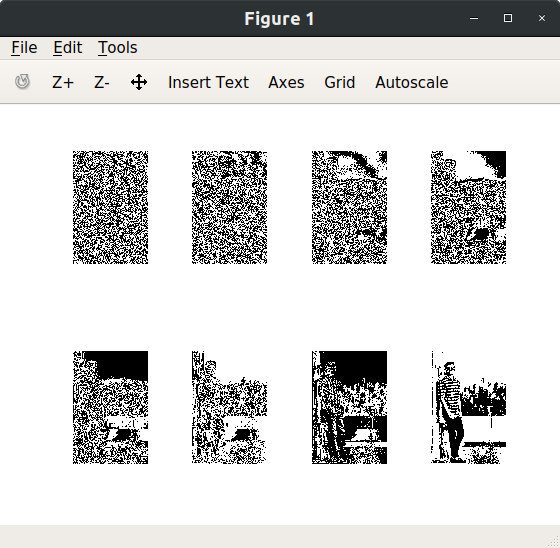 Figure 1
File Edit Tools
Z+ Z- Insert Text Axes Grid Autoscale